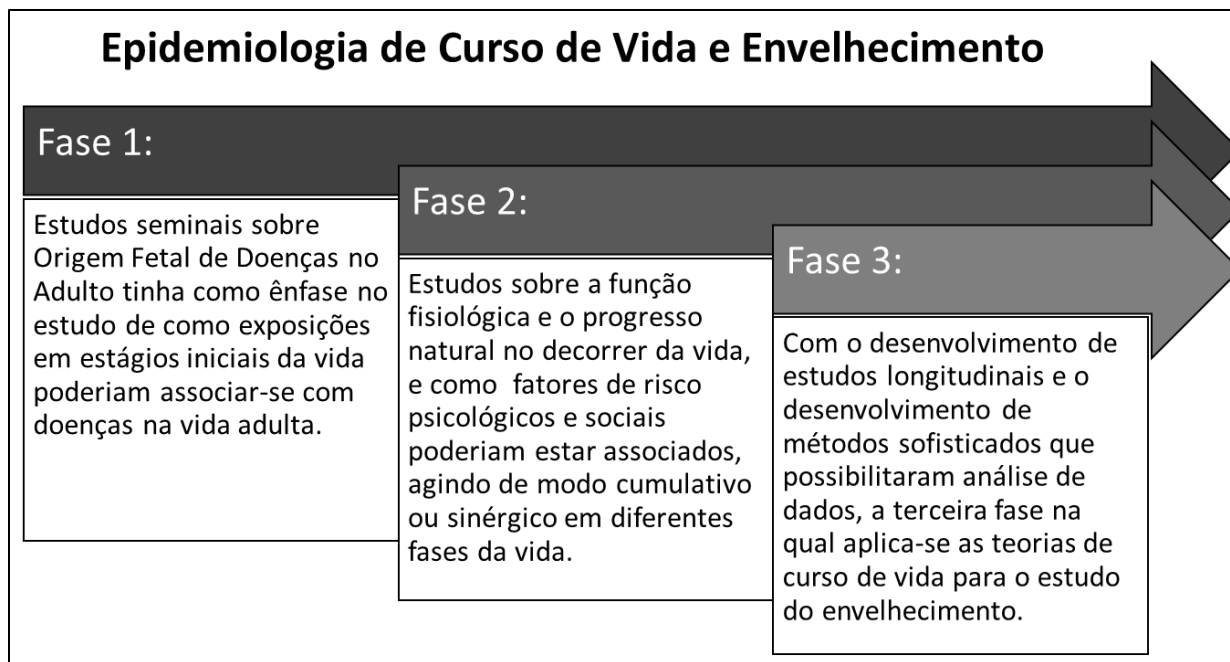 Epidemiologia de Curso de Vida e Envelhecimento
Fase 1:
Estudos seminais sobre
Origem Fetal de Doenças no
Adulto tinha como ênfase no
estudo de como exposições
em estágios iniciais da vida
poderiam associar-se com
doenças na vida adulta.
Fase 2:
Estudos sobre a função
fisiológica e o progresso
natural no decorrer da vida,
e como fatores de risco
psicológicos e sociais
poderiam estar associados,
agindo de modo cumulativo
ou sinérgico em diferentes
fases da vida.
Fase 3:
Com o desenvolvimento de
estudos longitudinais e o
desenvolvimento de
métodos sofisticados que
possibilitaram análise de
dados, a terceira fase na
qual aplica-se as teorias de
curso de vida para o estudo
do envelhecimento.